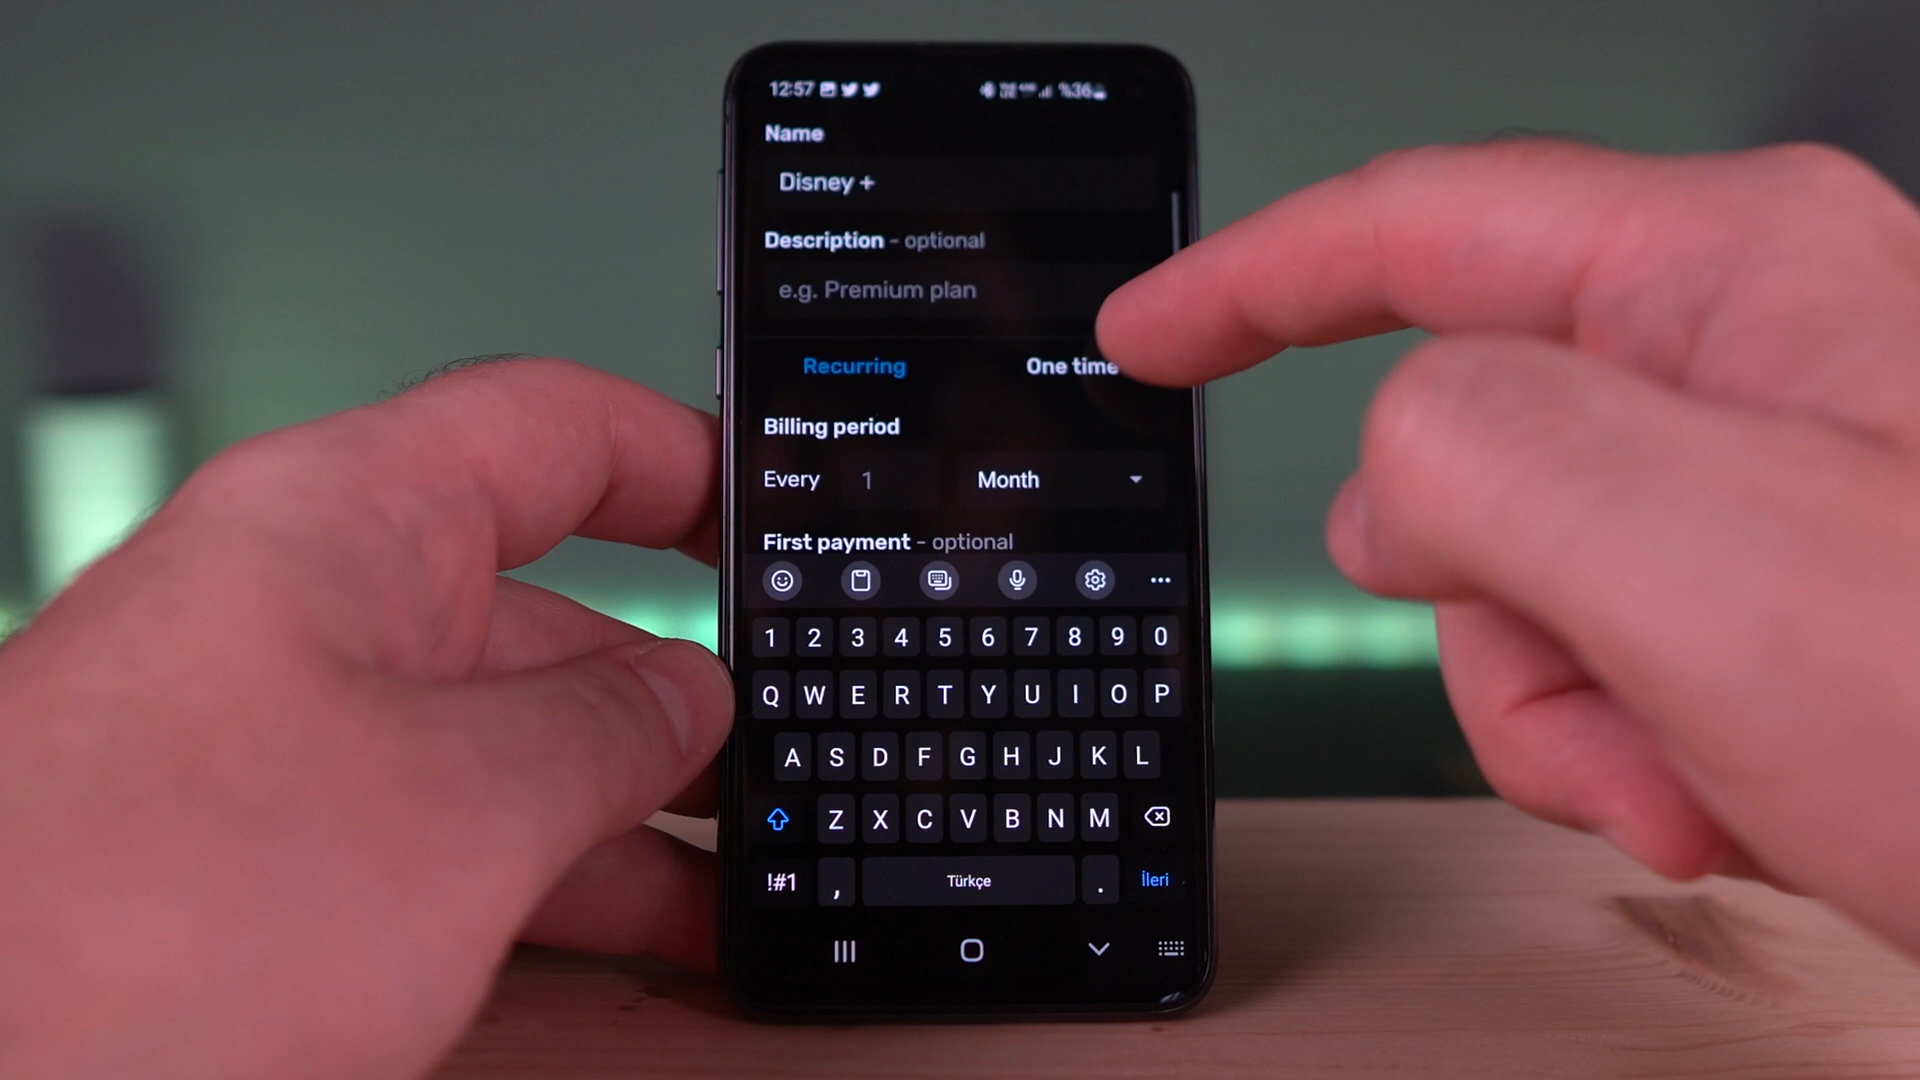 12:57 %36
Name
Disney +
Description - optional
e.g. Premium plan
Recurring One time
Billing period
Every 1 Month
First payment - optional
1 2 3 4 5 6 7 8 9 0
Q W E R T Y U I O P
A S D F G H J K L
Z X C V B N M
!#1 , Türkçe . İleri